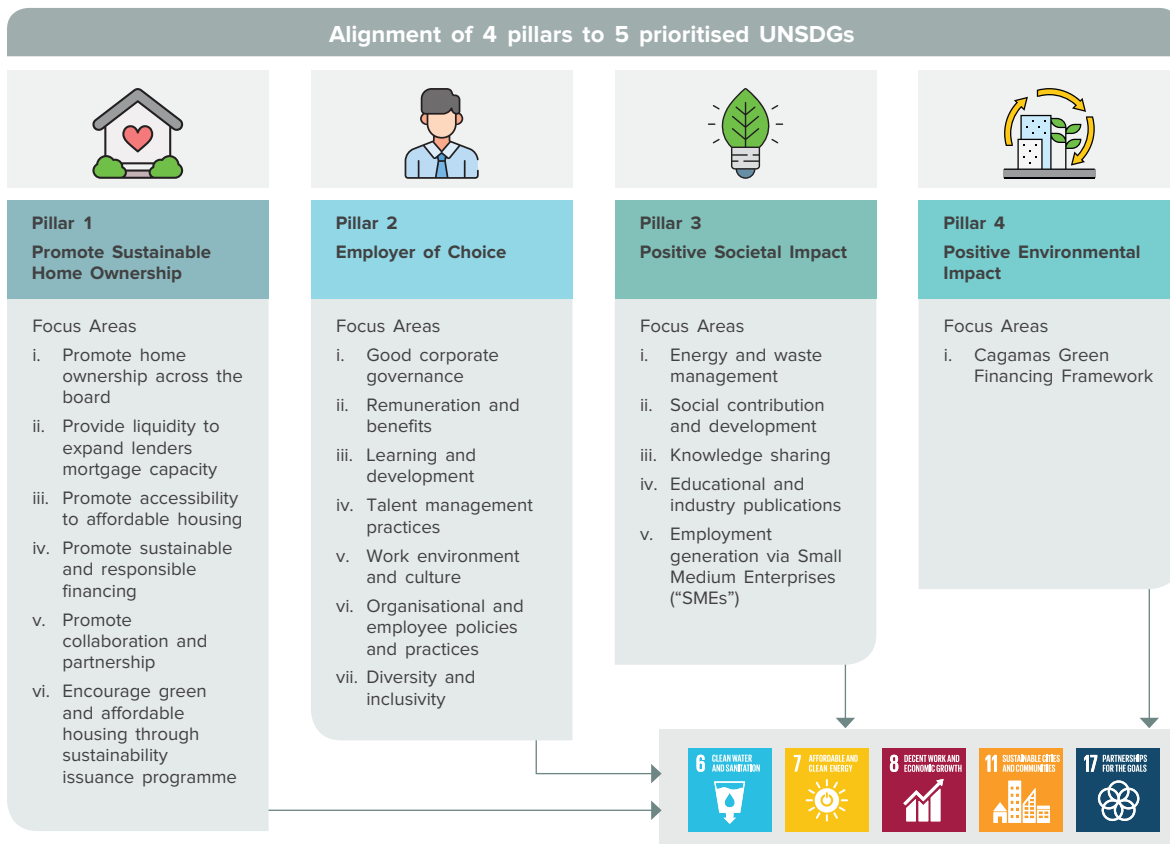 Alignment of 4 pillars to 5 prioritised UNSDGs
Pillar 1
Promote Sustainable
Home Ownership
Focus Areas
i. Promote home
ownership across the
board
ii. Provide liquidity to
expand lenders
mortgage capacity
iii. Promote accessibility
to affordable housing
iv. Promote sustainable
and responsible
financing
v. Promote
collaboration and
partnership
vi. Encourage green
and affordable
housing through
sustainability
issuance programme
Pillar 2
Employer of Choice
Focus Areas
i. Good corporate
governance
ii. Remuneration and
benefits
iii. Learning and
development
iv. Talent management
practices
v. Work environment
and culture
vi. Organisational and
employee policies
and practices
vii. Diversity and
inclusivity
Pillar 3
Positive Societal Impact
Focus Areas
i. Energy and waste
management
ii. Social contribution
and development
iii. Knowledge sharing
iv. Educational and
industry publications
v. Employment
generation via Small
Medium Enterprises
(“SMEs”)
Pillar 4
Positive Environmental
Impact
Focus Areas
i. Cagamas Green
Financing Framework
6 CLEAN WATER
AND SANITATION
7 AFFORDABLE AND
CLEAN ENERGY
8 DECENT WORK AND
ECONOMIC GROWTH
11 SUSTAINABLE CITIES
AND COMMUNITIES
17 PARTNERSHIPS
FOR THE GOALS